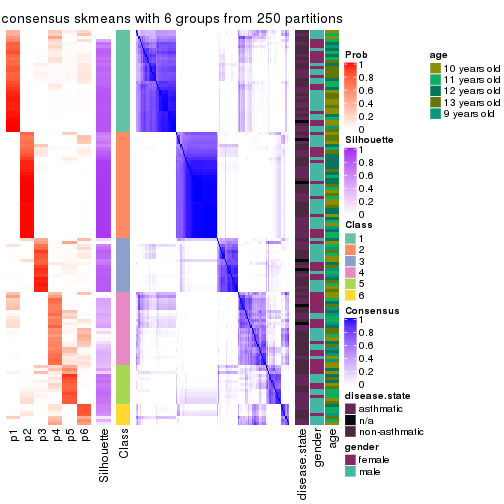 consensus skmeans with 6 groups from 250 partitions
p1
p2
p3
p4
p5
p6
Silhouette
Class
disease.state
gender
age
Prob
1
0.8
0.6
0.4
0.2
0
Silhouette
1
0.8
0.6
0.4
0.2
0
Class
1
2
3
4
5
6
Consensus
1
0.8
0.6
0.4
0.2
0
disease.state
asthmatic
n/a
non-asthmatic
gender
female
male
age
10 years old
11 years old
12 years old
13 years old
9 years old